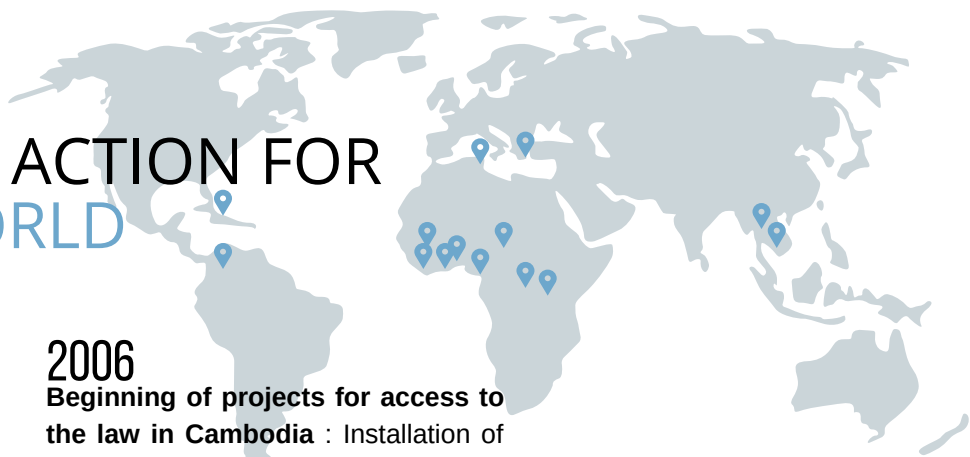 ACTION FOR
ORLD
2006
Beginning of projects for access to
the law in Cambodia : Installation of